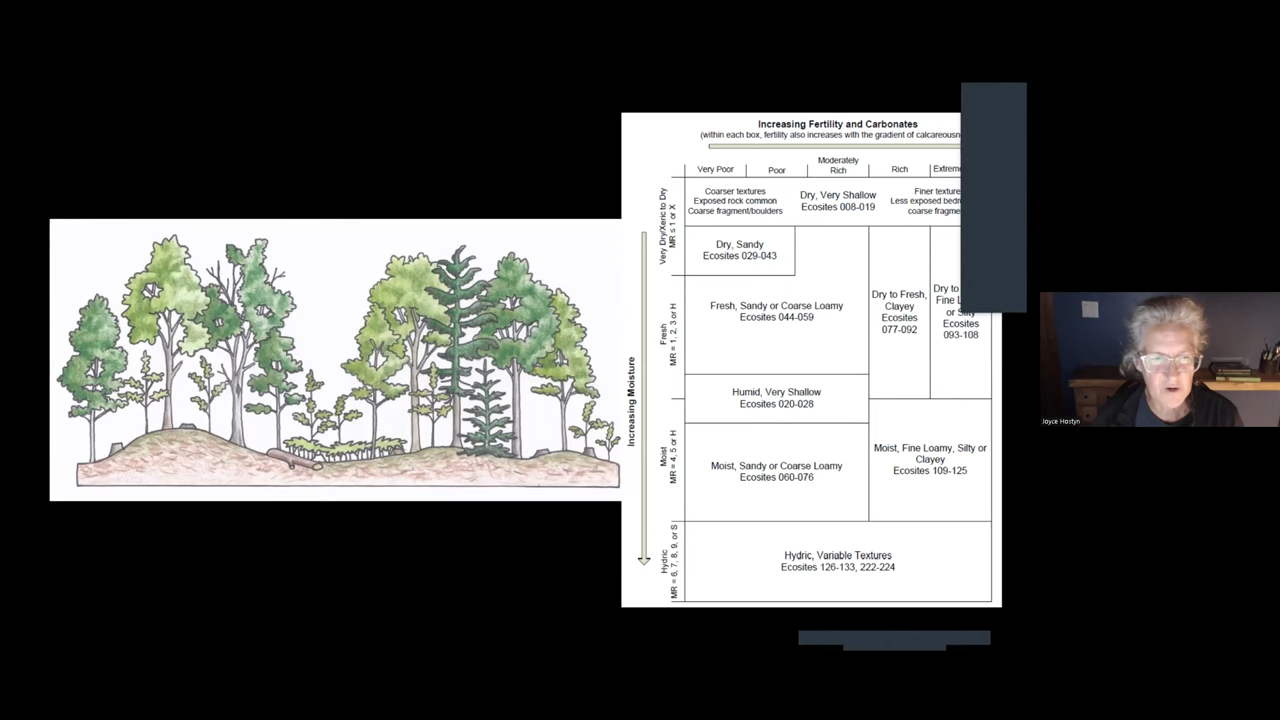 Increasing Fertility and Carbonates
(within each box, fertility also increases with the gradient of
Very Poor
Poor
Moderately
Rich
Rich
Very Dry/Xeric to Dry
MR ≤ 1 or X
Coarser textures
Exposed rock common
Coarse fragment/boulders
Dry, Very Shallow
Ecosites 008-019
Finer
Less exposed
coarse
Dry, Sandy
Ecosites 029-043
Fresh
MR = 1, 2, 3 or H
Fresh, Sandy or Coarse Loamy
Ecosites 044-059
Dry to Fresh,
Clayey
Ecosites
077-092
Dry to
Fine
or Silty
Ecosites
093-108
Increasing Moisture
Humid, Very Shallow
Ecosites 020-028
Moist
MR = 4, 5 or H
Moist, Sandy or Coarse Loamy
Ecosites 060-076
Moist, Fine Loamy, Silty or
Clayey
Ecosites 109-125
Hydric
MR = 6, 7, 8, 9, or S
Hydric, Variable Textures
Ecosites 126-133, 222-224
Joyce Hostyn